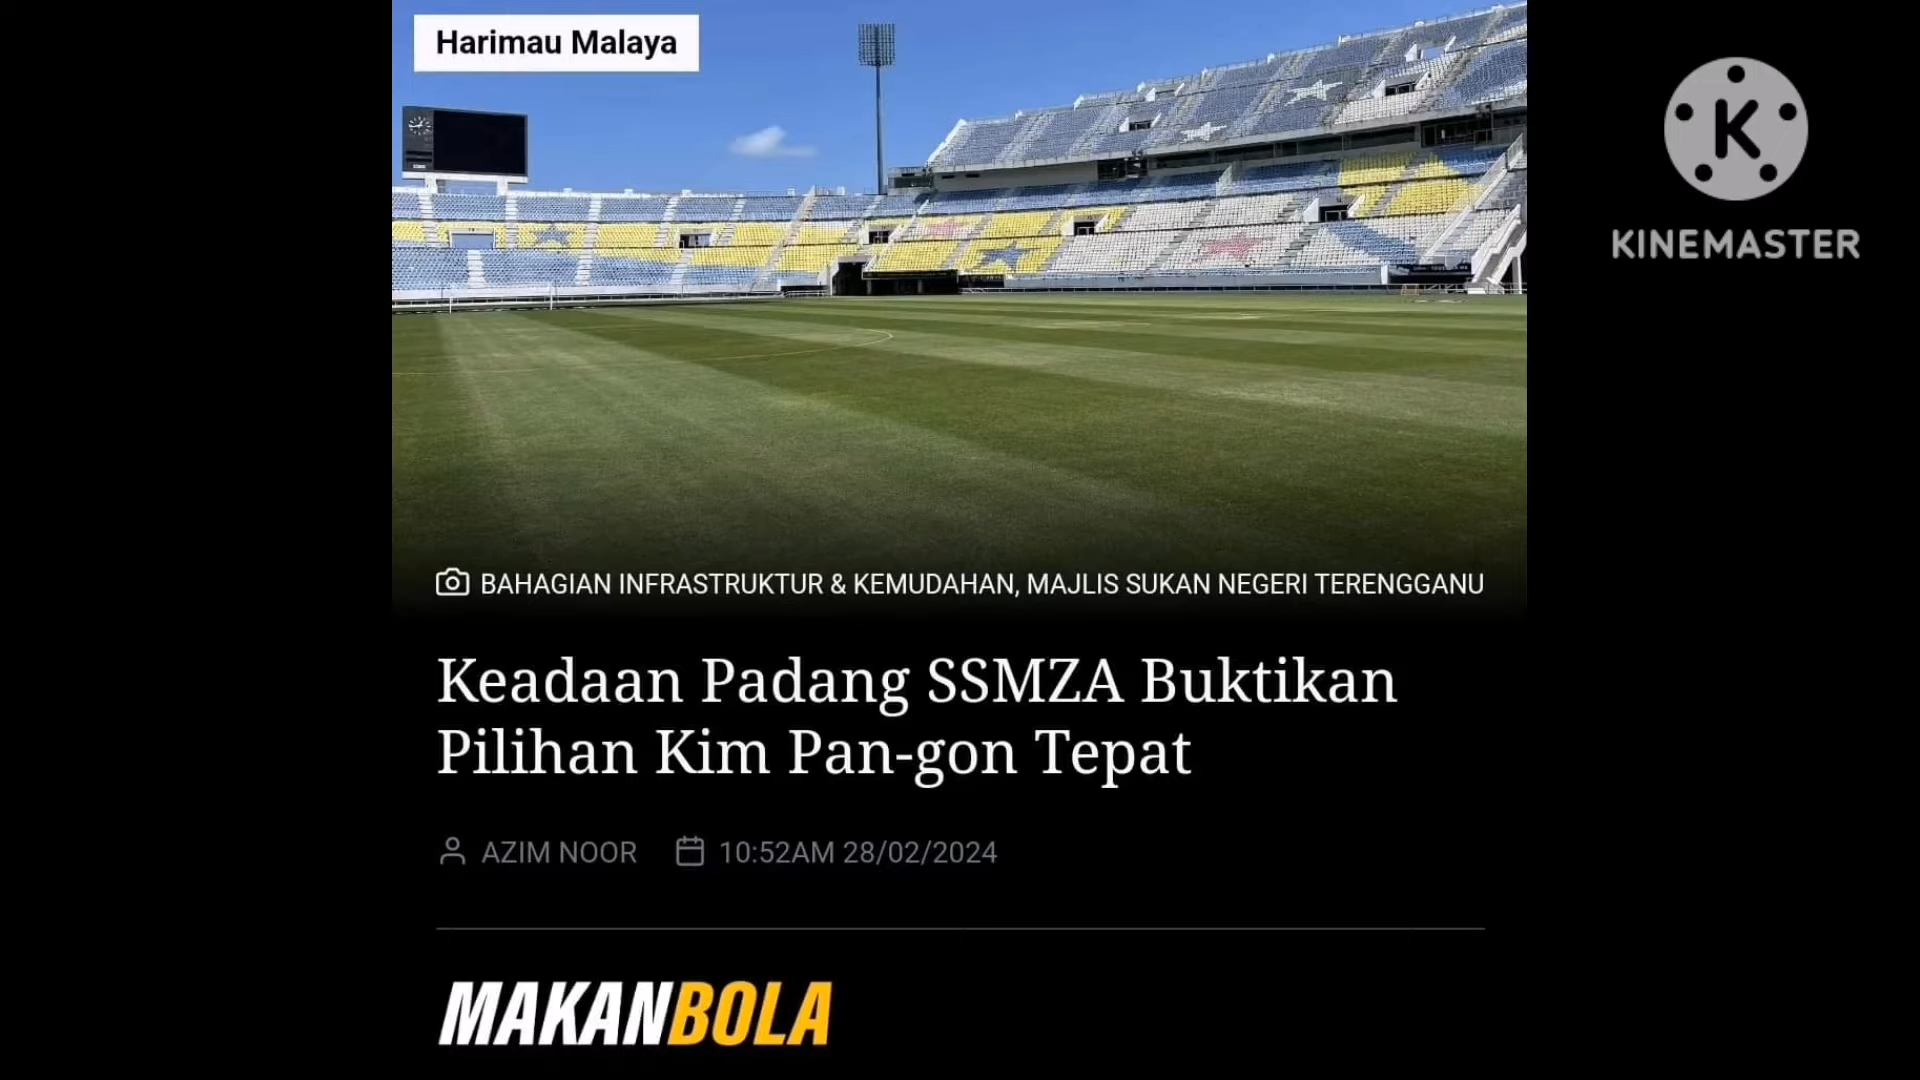 Harimau Malaya
K
KINEMASTER
BAHAGIAN INFRASTRUKTUR & KEMUDAHAN, MAJLIS SUKAN NEGERI TERENGGANU
Keadaan Padang SSMZA Buktikan
Pilihan Kim Pan-gon Tepat
AZIM NOOR 10:52AM 28/02/2024
MAKANBOLA